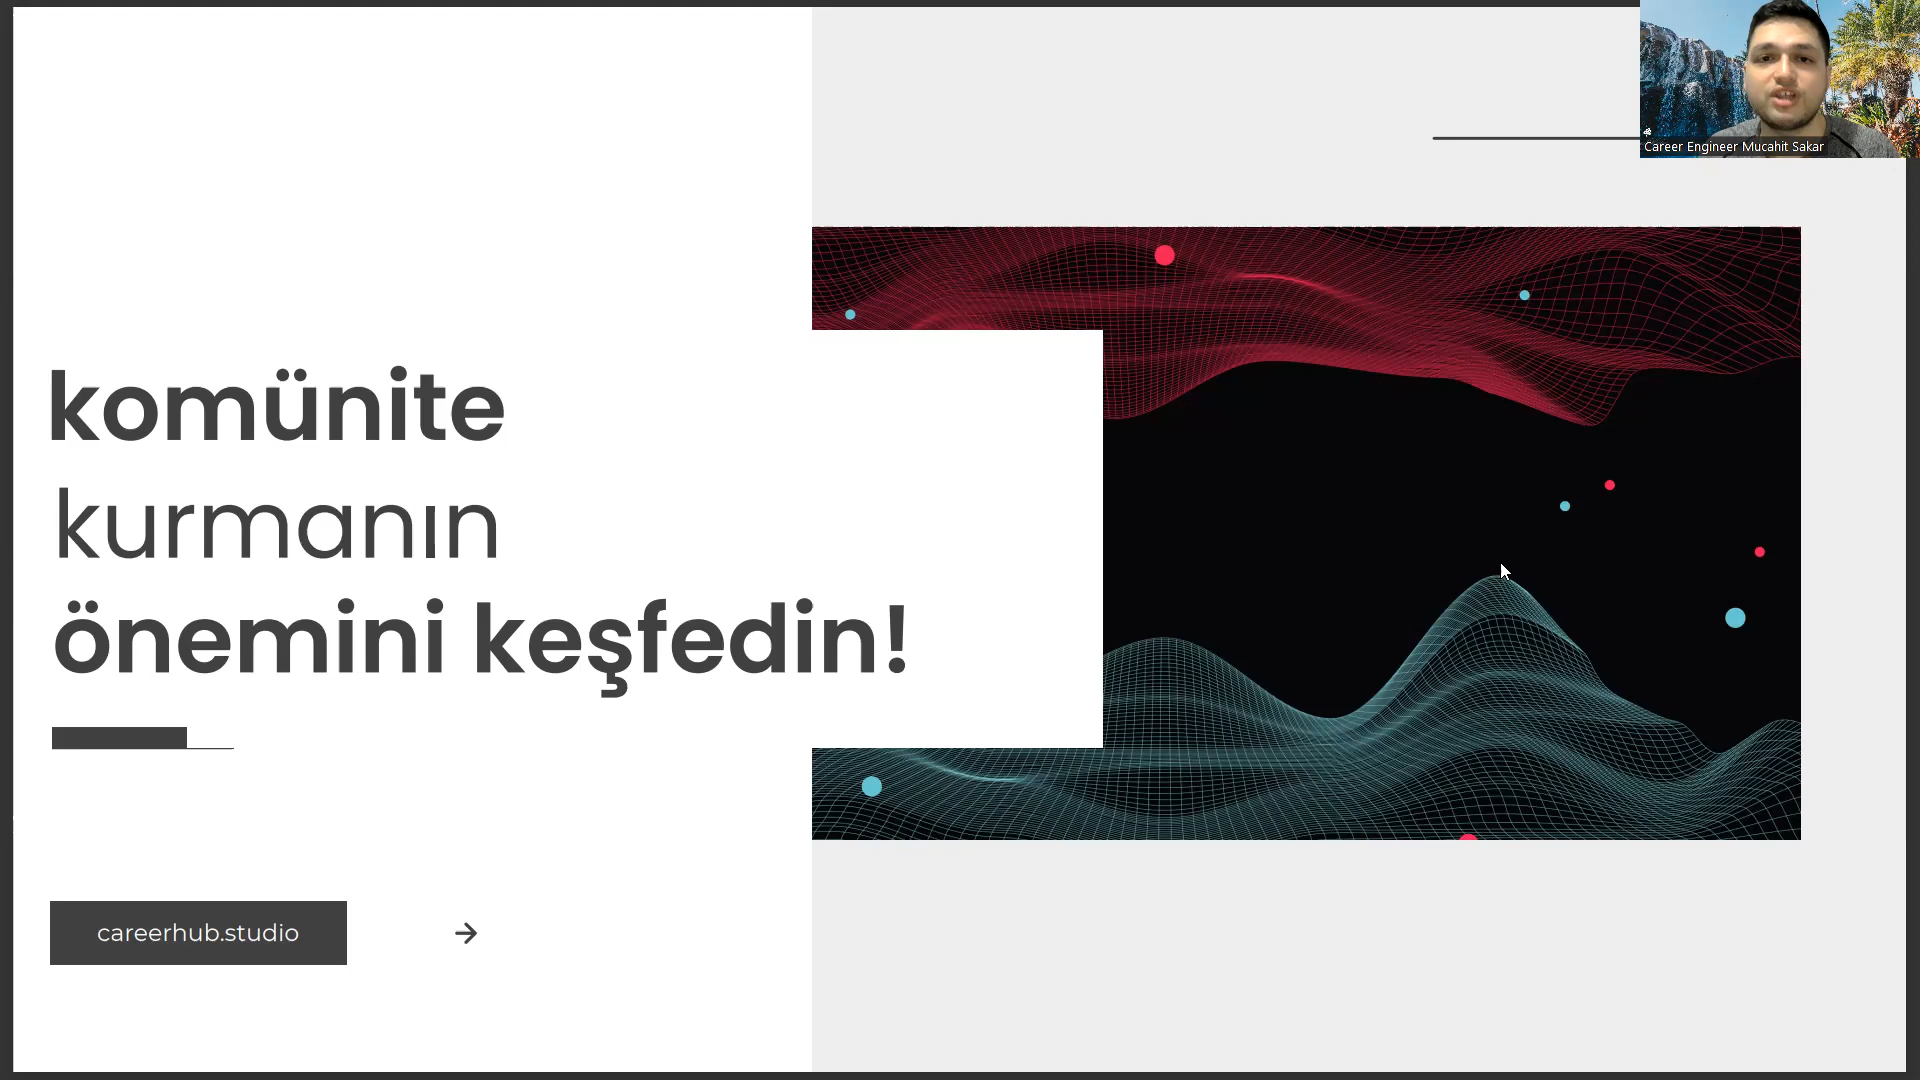 Career Engineer Mucahit Sakar
komünite
kurmanın
önemini keşfedin!
careerhub.studio